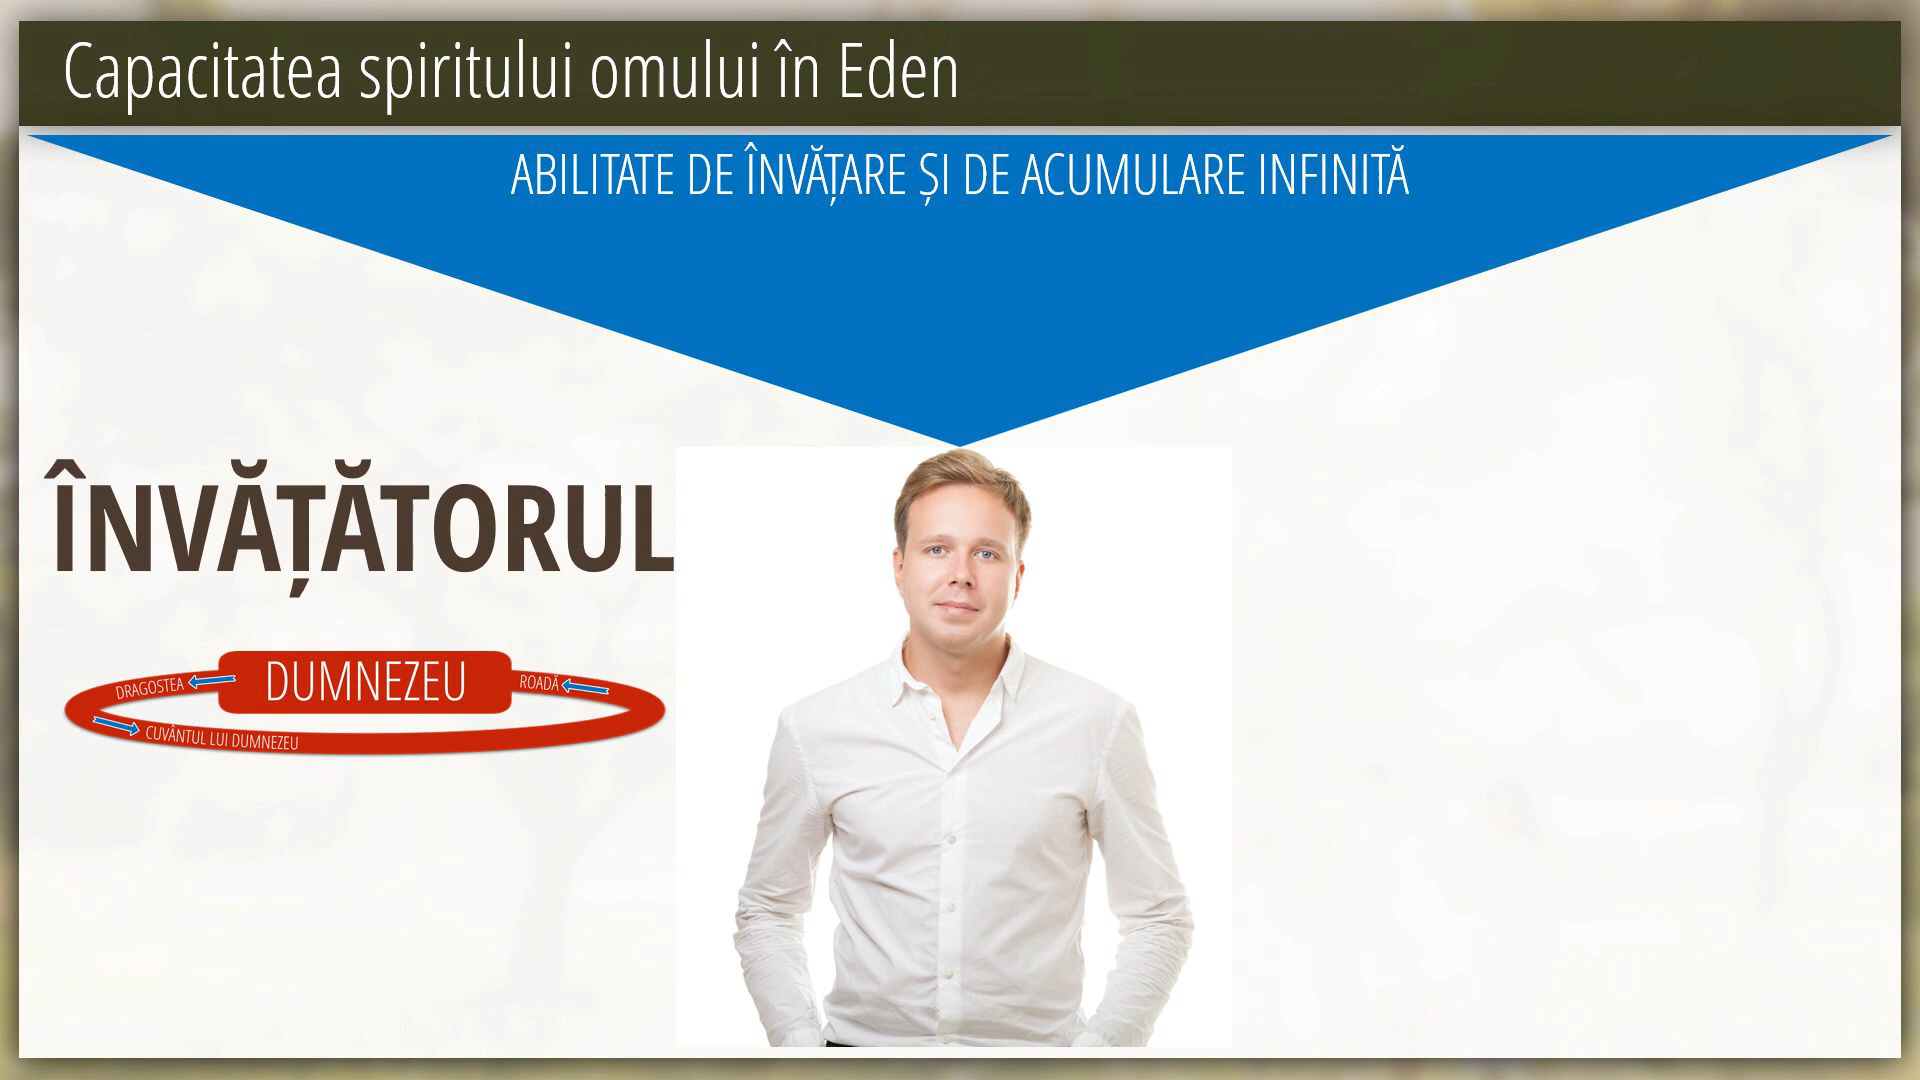 Capacitatea spiritului omului în Eden
ABILITATE DE ÎNVĂȚARE ȘI DE ACUMULARE INFINITĂ
ÎNVĂȚĂTORUL
DUMNEZEU
DRAGOSTEA
ROADĂ
CUVÂNTUL LUI DUMNEZEU